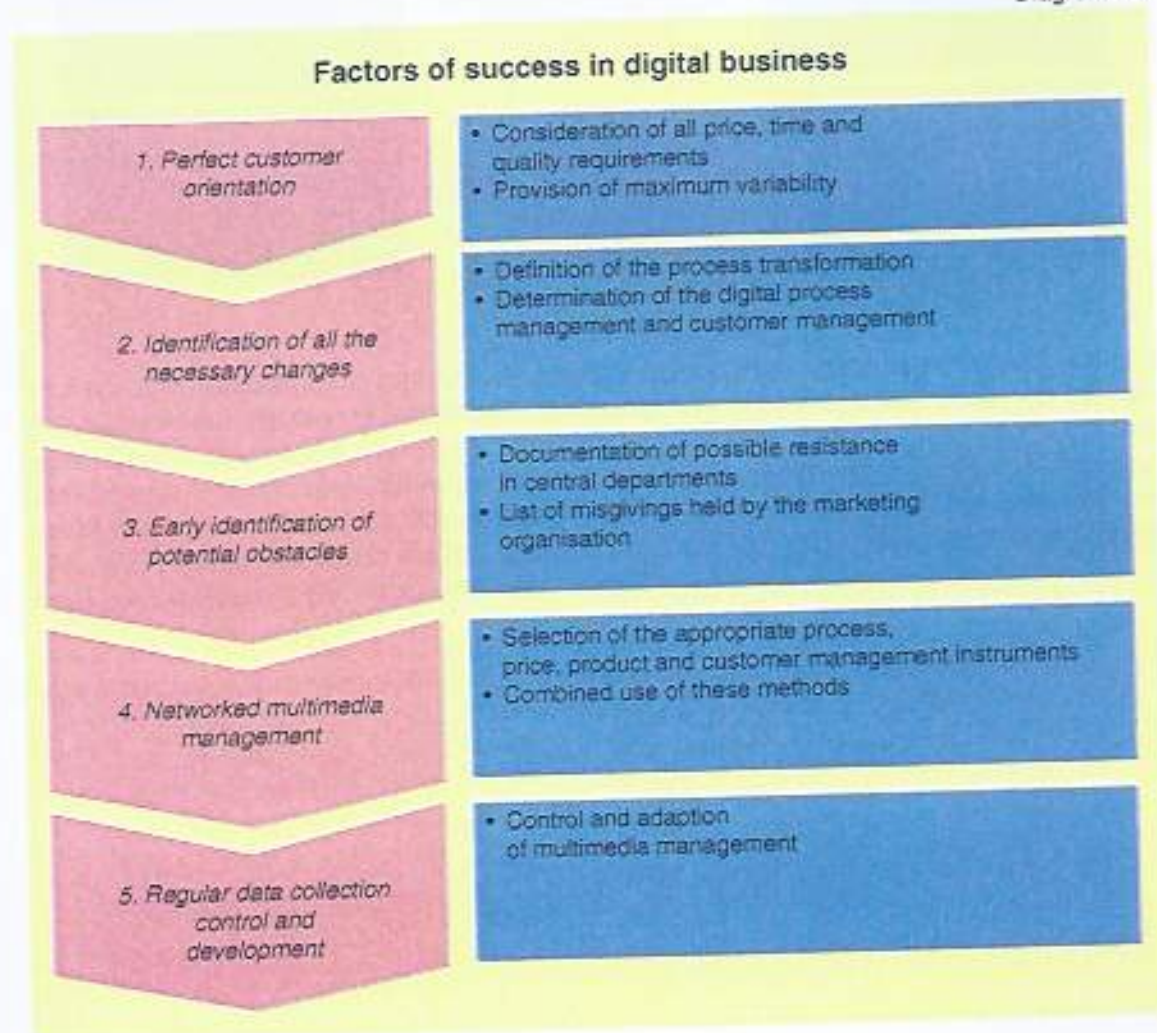 Factors of success in digital business
1. Perfect customer
orientation
• Consideration of all price, time and
quality requirements
• Provision of maximum variability
2. Identification of all the
necessary changes
• Definition of the process transformation
• Determination of the digital process
management and customer management
3. Early identification of
potential obstacles
• Documentation of possible resistance
in central departments
• List of misgivings held by the marketing
organisation
4. Networked multimedia
management
• Selection of the appropriate process,
price, product and customer management instruments
• Combined use of these methods
5. Regular data collection
control and
development
• Control and adaption
of multimedia management